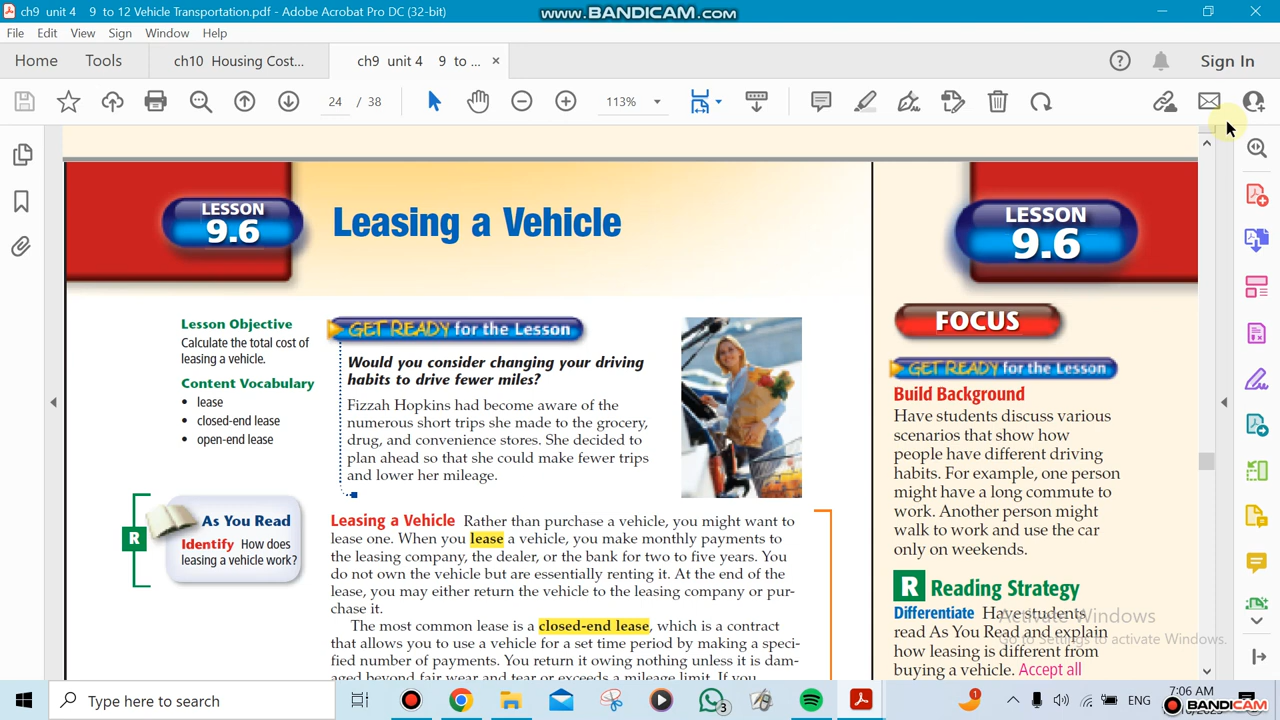 ch9 unit 4 9 to 12 Vehicle Transportation.pdf - Adobe Acrobat Pro DC (32-bit)
www.BANDICAM.com
File Edit View Sign Window Help
Home Tools ch10 Housing Cost... ch9 unit 4 9 to ... × Sign In
24 / 38 113%
LESSON
9.6
Leasing a Vehicle
Lesson Objective
Calculate the total cost of
leasing a vehicle.
Content Vocabulary
• lease
• closed-end lease
• open-end lease
GET READY for the Lesson
Would you consider changing your driving
habits to drive fewer miles?
Fizzah Hopkins had become aware of the
numerous short trips she made to the grocery,
drug, and convenience stores. She decided to
plan ahead so that she could make fewer trips
and lower her mileage.
R
As You Read
Identify How does
leasing a vehicle work?
Leasing a Vehicle Rather than purchase a vehicle, you might want to
lease one. When you lease a vehicle, you make monthly payments to
the leasing company, the dealer, or the bank for two to five years. You
do not own the vehicle but are essentially renting it. At the end of the
lease, you may either return the vehicle to the leasing company or pur-
chase it.
The most common lease is a closed-end lease, which is a contract
that allows you to use a vehicle for a set time period by making a speci-
fied number of payments. You return it owing nothing unless it is dam-
aged beyond fair wear and tear or exceeds a mileage limit. If you
LESSON
9.6
FOCUS
GET READY for the Lesson
Build Background
Have students discuss various
scenarios that show how
people have different driving
habits. For example, one person
might have a long commute to
work. Another person might
walk to work and use the car
only on weekends.
R Reading Strategy
Differentiate Have students
read As You Read and explain
how leasing is different from
buying a vehicle. Accept all
Activate Windows
Go to Settings to activate Windows.
Type here to search
3
1
ENG
7:06 AM
BANDICAM